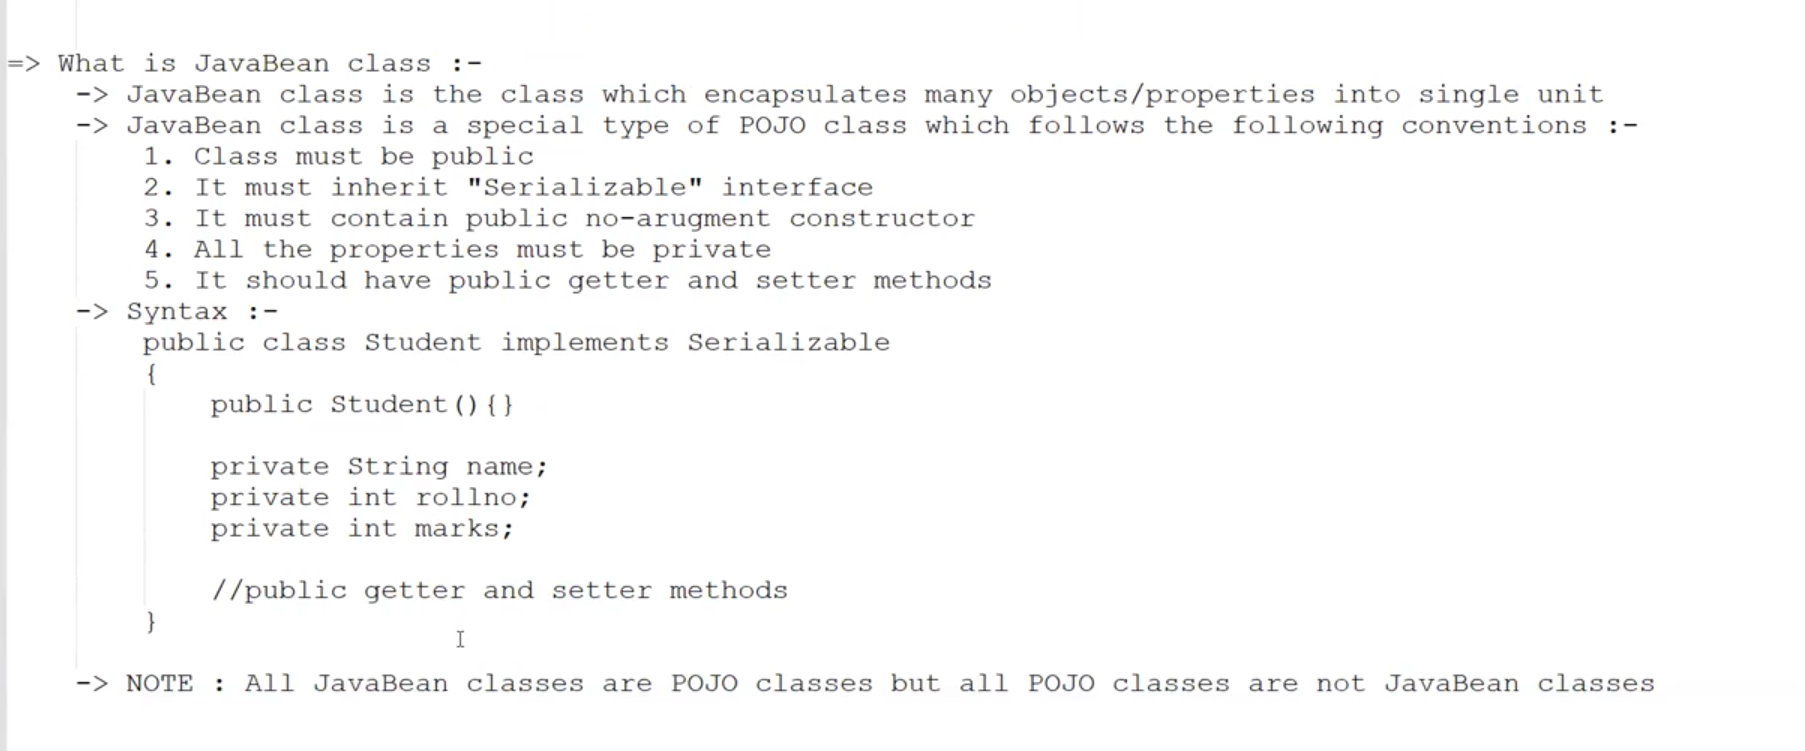 => What is JavaBean class :-
-> JavaBean class is the class which encapsulates many objects/properties into single unit
-> JavaBean class is a special type of POJO class which follows the following conventions :-
1. Class must be public
2. It must inherit "Serializable" interface
3. It must contain public no-arugment constructor
4. All the properties must be private
5. It should have public getter and setter methods
-> Syntax :-
public class Student implements Serializable
{
public Student(){}
private String name;
private int rollno;
private int marks;
//public getter and setter methods
}
-> NOTE : All JavaBean classes are POJO classes but all POJO classes are not JavaBean classes